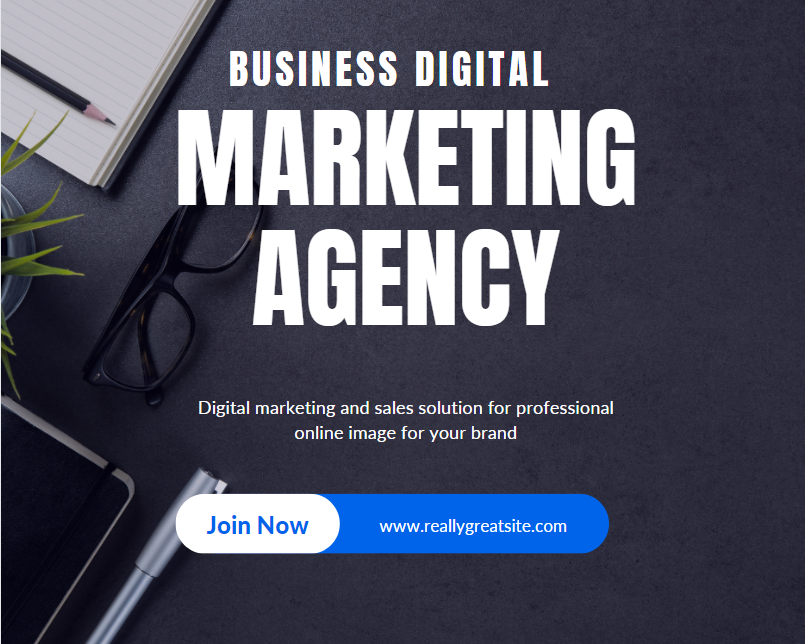 BUSINESS DIGITAL
MARKETING
AGENCY
Digital marketing and sales solution for professional
online image for your brand
Join Now
www.reallygreatsite.com